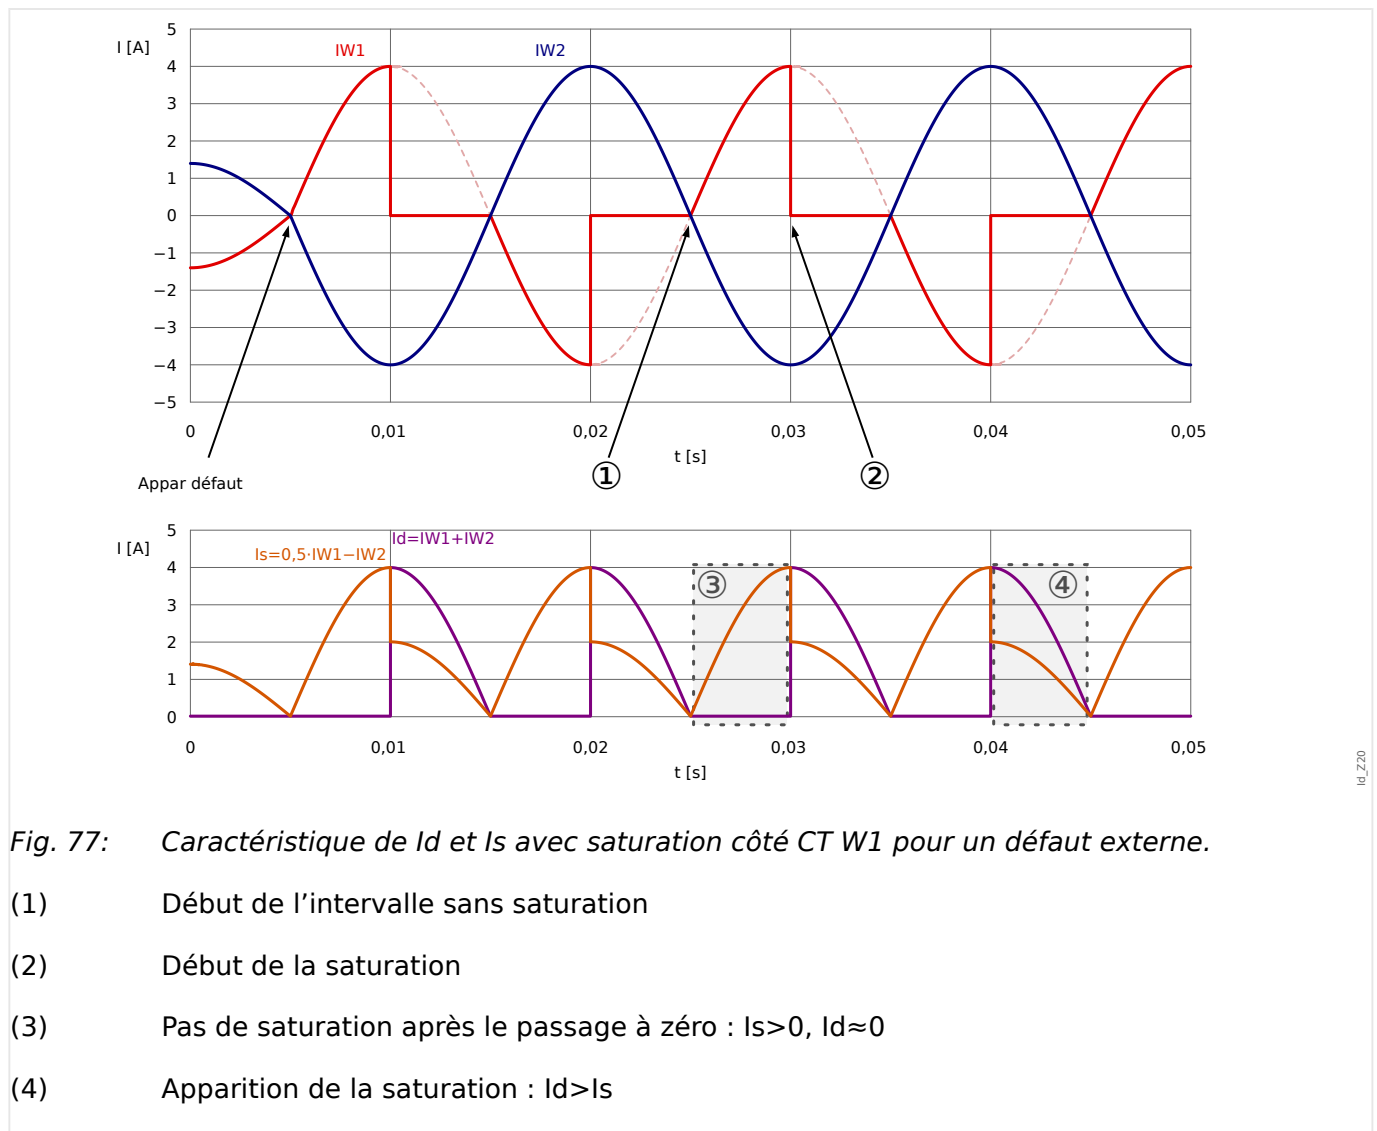 I [A]
5
4
3
2
1
0
−1
−2
−3
−4
−5
IW1
IW2
0
0,01
0,02
0,03
0,04
0,05
t [s]
Appar défaut
①
②
I [A]
5
4
3
2
1
0
Is=0,5·IW1−IW2
Id=IW1+IW2
③
④
0
0,01
0,02
0,03
0,04
0,05
t [s]
Id_Z20
Fig. 77: Caractéristique de Id et Is avec saturation côté CT W1 pour un défaut externe.
(1) Début de l’intervalle sans saturation
(2) Début de la saturation
(3) Pas de saturation après le passage à zéro : Is>0, Id≈0
(4) Apparition de la saturation : Id>Is